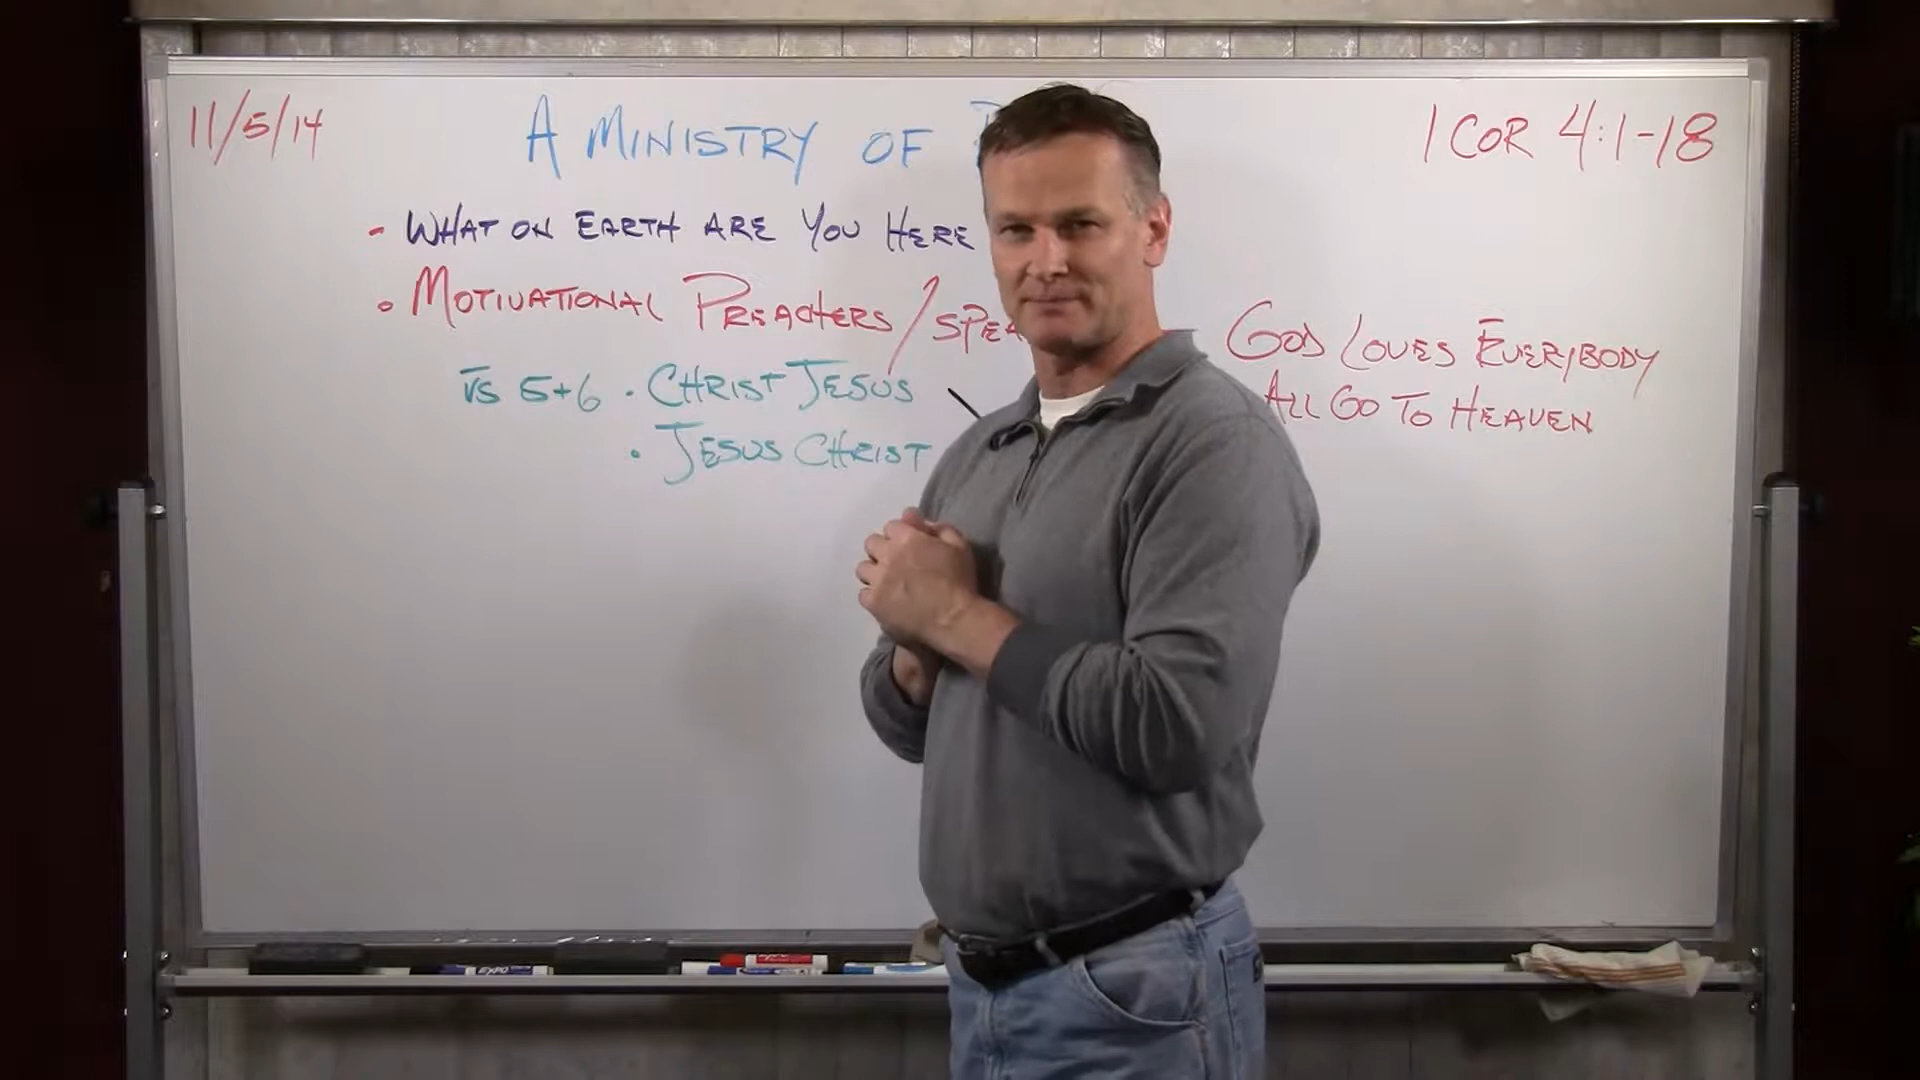 11/5/14
A MINISTRY OF
1 COR 4:1-18
- WHAT ON EARTH ARE YOU HERE
• MOTIVATIONAL PREACHERS/
GOD LOVES EVERYBODY
ALL GO TO HEAVEN
VS 5+6 • CHRIST JESUS
• JESUS CHRIST
EXPO